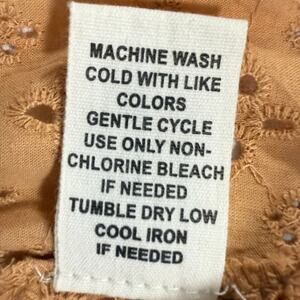 MACHINE WASH
COLD WITH LIKE
COLORS
GENTLE CYCLE
USE ONLY NON-
CHLORINE BLEACH
IF NEEDED
TUMBLE DRY LOW
COOL IRON
IF NEEDED